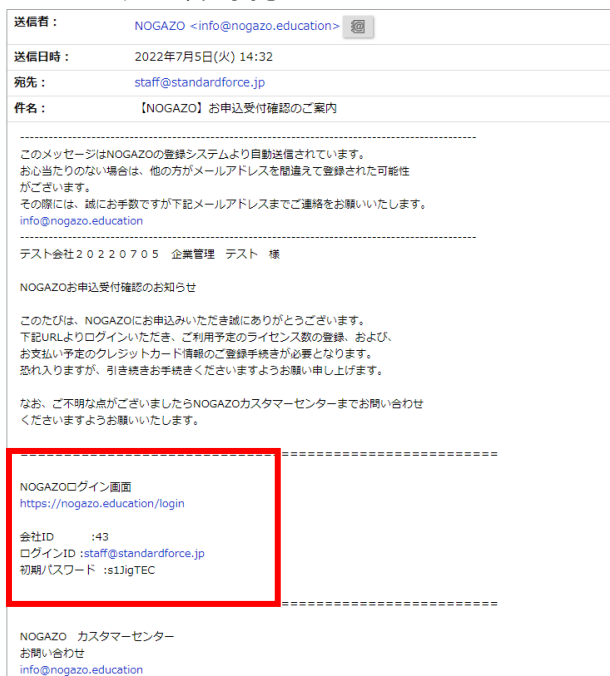 送信者： NOGAZO <info@nogazo.education>
送信日時： 2022年7月5日(火) 14:32
宛先： staff@standardforce.jp
件名： 【NOGAZO】お申込受付確認のご案内
-----------------------------------------------------------------------------------------------
このメッセージはNOGAZOの登録システムより自動送信されています。
お心当たりのない場合は、他の方がメールアドレスを間違えて登録された可能性
がございます。
その際には、誠にお手数ですが下記メールアドレスまでご連絡をお願いいたします。
info@nogazo.education
-----------------------------------------------------------------------------------------------
テスト会社２０２２０７０５　企業管理　テスト　様
NOGAZOお申込受付確認のお知らせ
このたびは、NOGAZOにお申込みいただき誠にありがとうございます。
下記URLよりログインいただき、ご利用予定のライセンス数の登録、および、
お支払い予定のクレジットカード情報のご登録手続きが必要となります。
恐れ入りますが、引き続きお手続きくださいますようお願い申し上げます。
なお、ご不明な点がございましたらNOGAZOカスタマーセンターまでお問い合わせ
くださいますようお願いいたします。
=======================================================
NOGAZOログイン画面
https://nogazo.education/login
会社ID :43
ログインID :staff@standardforce.jp
初期パスワード :s1JigTEC
=======================================================
NOGAZO　カスタマーセンター
お問い合わせ
info@nogazo.education